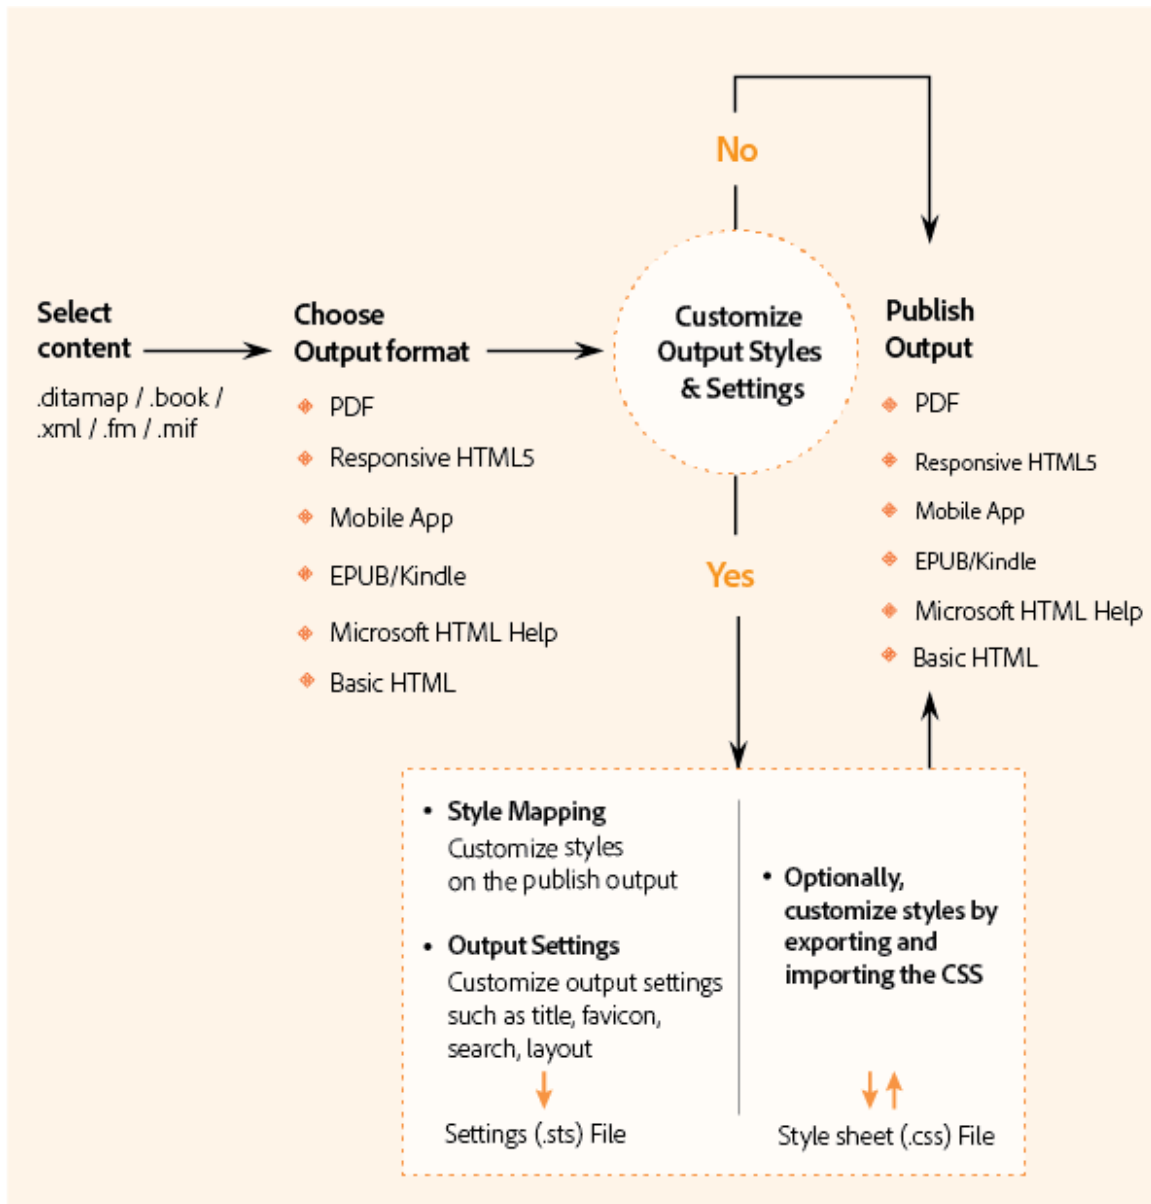 Select
content
.ditamap / .book /
.xml / .fm / .mif
Choose
Output format
PDF
Responsive HTML5
Mobile App
EPUB/Kindle
Microsoft HTML Help
Basic HTML
No
Customize
Output Styles
& Settings
Yes
Publish
Output
PDF
Responsive HTML5
Mobile App
EPUB/Kindle
Microsoft HTML Help
Basic HTML
• Style Mapping
Customize styles
on the publish output
• Output Settings
Customize output settings
such as title, favicon,
search, layout
Settings (.sts) File
• Optionally,
customize styles by
exporting and
importing the CSS
Style sheet (.css) File